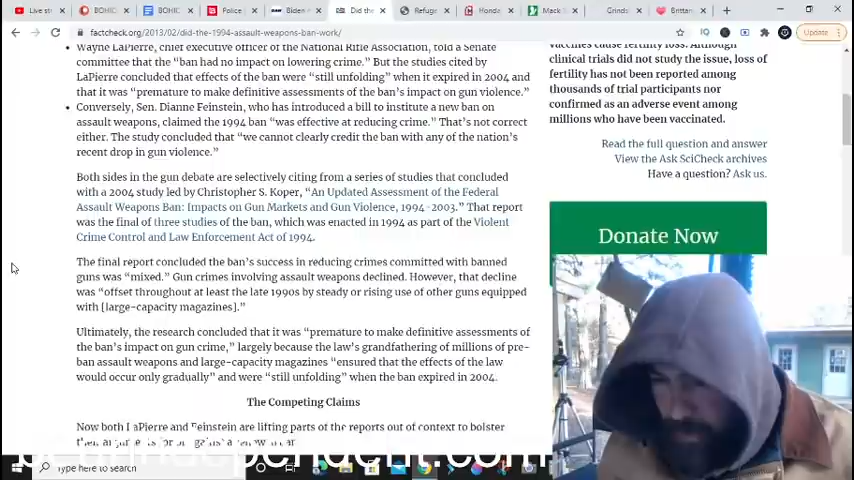 Live st
BOHIC
BOHIC
Police
Biden
Did the
Refuge
Honda
Mack
Grinds
Brittan
factcheck.org/2013/02/did-the-1994-assault-weapons-ban-work/
Update
Wayne LaPierre, chief executive officer of the National Rifle Association, told a Senate
committee that the "ban had no impact on lowering crime." But the studies cited by
LaPierre concluded that effects of the ban were "still unfolding" when it expired in 2004 and
that it was "premature to make definitive assessments of the ban's impact on gun violence."
Conversely, Sen. Dianne Feinstein, who has introduced a bill to institute a new ban on
assault weapons, claimed the 1994 ban "was effective at reducing crime." That's not correct
either. The study concluded that "we cannot clearly credit the ban with any of the nation's
recent drop in gun violence."
Both sides in the gun debate are selectively citing from a series of studies that concluded
with a 2004 study led by Christopher S. Koper, "An Updated Assessment of the Federal
Assault Weapons Ban: Impacts on Gun Markets and Gun Violence, 1994-2003." That report
was the final of three studies of the ban, which was enacted in 1994 as part of the Violent
Crime Control and Law Enforcement Act of 1994.
The final report concluded the ban's success in reducing crimes committed with banned
guns was "mixed." Gun crimes involving assault weapons declined. However, that decline
was "offset throughout at least the late 1990s by steady or rising use of other guns equipped
with [large-capacity magazines]."
Ultimately, the research concluded that it was "premature to make definitive assessments of
the ban's impact on gun crime," largely because the law's grandfathering of millions of pre-
ban assault weapons and large-capacity magazines "ensured that the effects of the law
would occur only gradually" and were "still unfolding" when the ban expired in 2004.
The Competing Claims
Now both LaPierre and Feinstein are lifting parts of the reports out of context to bolster
vaccines cause fertility loss. Although
clinical trials did not study the issue, loss of
fertility has not been reported among
thousands of trial participants nor
confirmed as an adverse event among
millions who have been vaccinated.
Read the full question and answer
View the Ask SciCheck archives
Have a question? Ask us.
Donate Now
independent.com
Type here to search